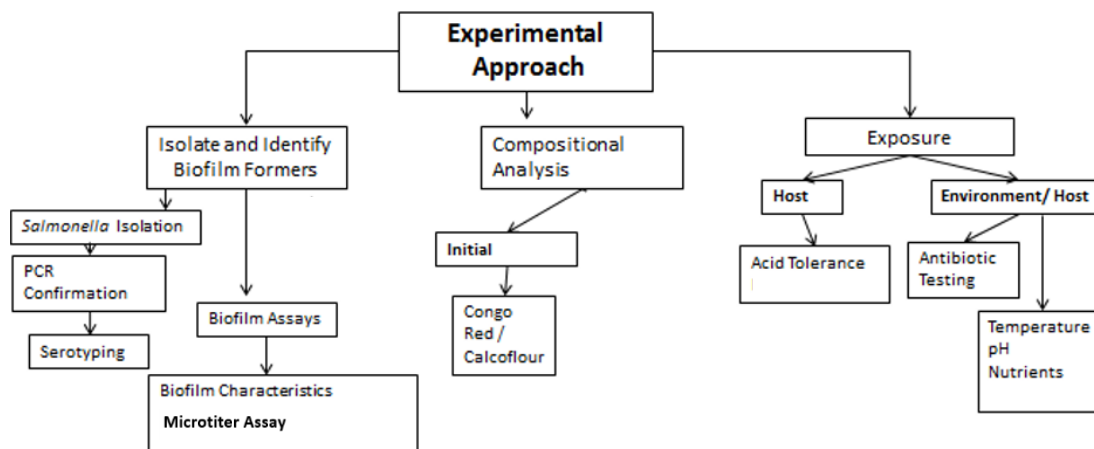 Experimental
Approach
Isolate and Identify
Biofilm Formers
Compositional
Analysis
Exposure
Salmonella Isolation
PCR
Confirmation
Serotyping
Biofilm Assays
Biofilm Characteristics
Microtiter Assay
Initial
Congo
Red /
Calcoflour
Host
Acid Tolerance
Environment/ Host
Antibiotic
Testing
Temperature
pH
Nutrients